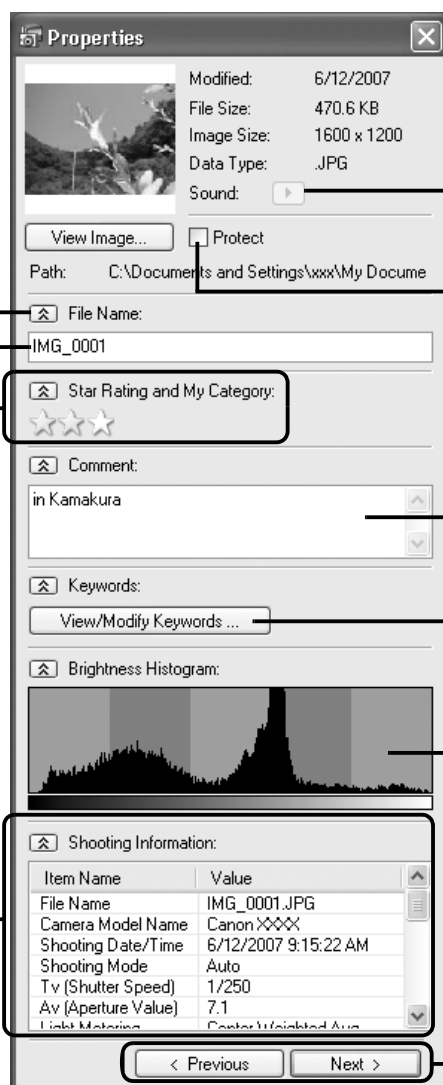 Properties
Modified: 6/12/2007
File Size: 470.6 KB
Image Size: 1600 x 1200
Data Type: .JPG
Sound:
View Image...
Protect
Path: C:\Documents and Settings\xxx\My Docume
File Name:
IMG_0001
Star Rating and My Category:
Comment:
in Kamakura
Keywords:
View/Modify Keywords ...
Brightness Histogram:
Shooting Information:
Item Name Value
File Name IMG_0001.JPG
Camera Model Name Canon XXXX
Shooting Date/Time 6/12/2007 9:15:22 AM
Shooting Mode Auto
Tv (Shutter Speed) 1/250
Av (Aperture Value) 7.1
Light Metering
< Previous
Next >